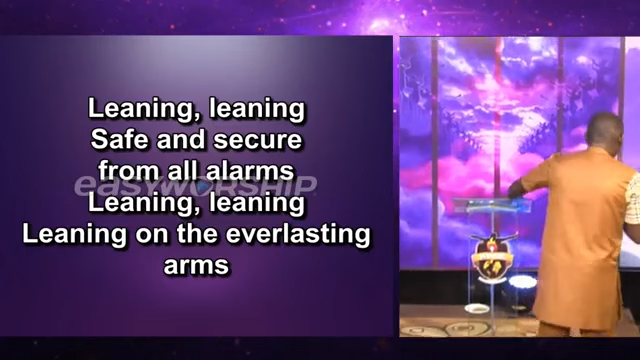 Leaning, leaning
Safe and secure
from all alarms
easyworship
Leaning, leaning
Leaning on the everlasting
arms